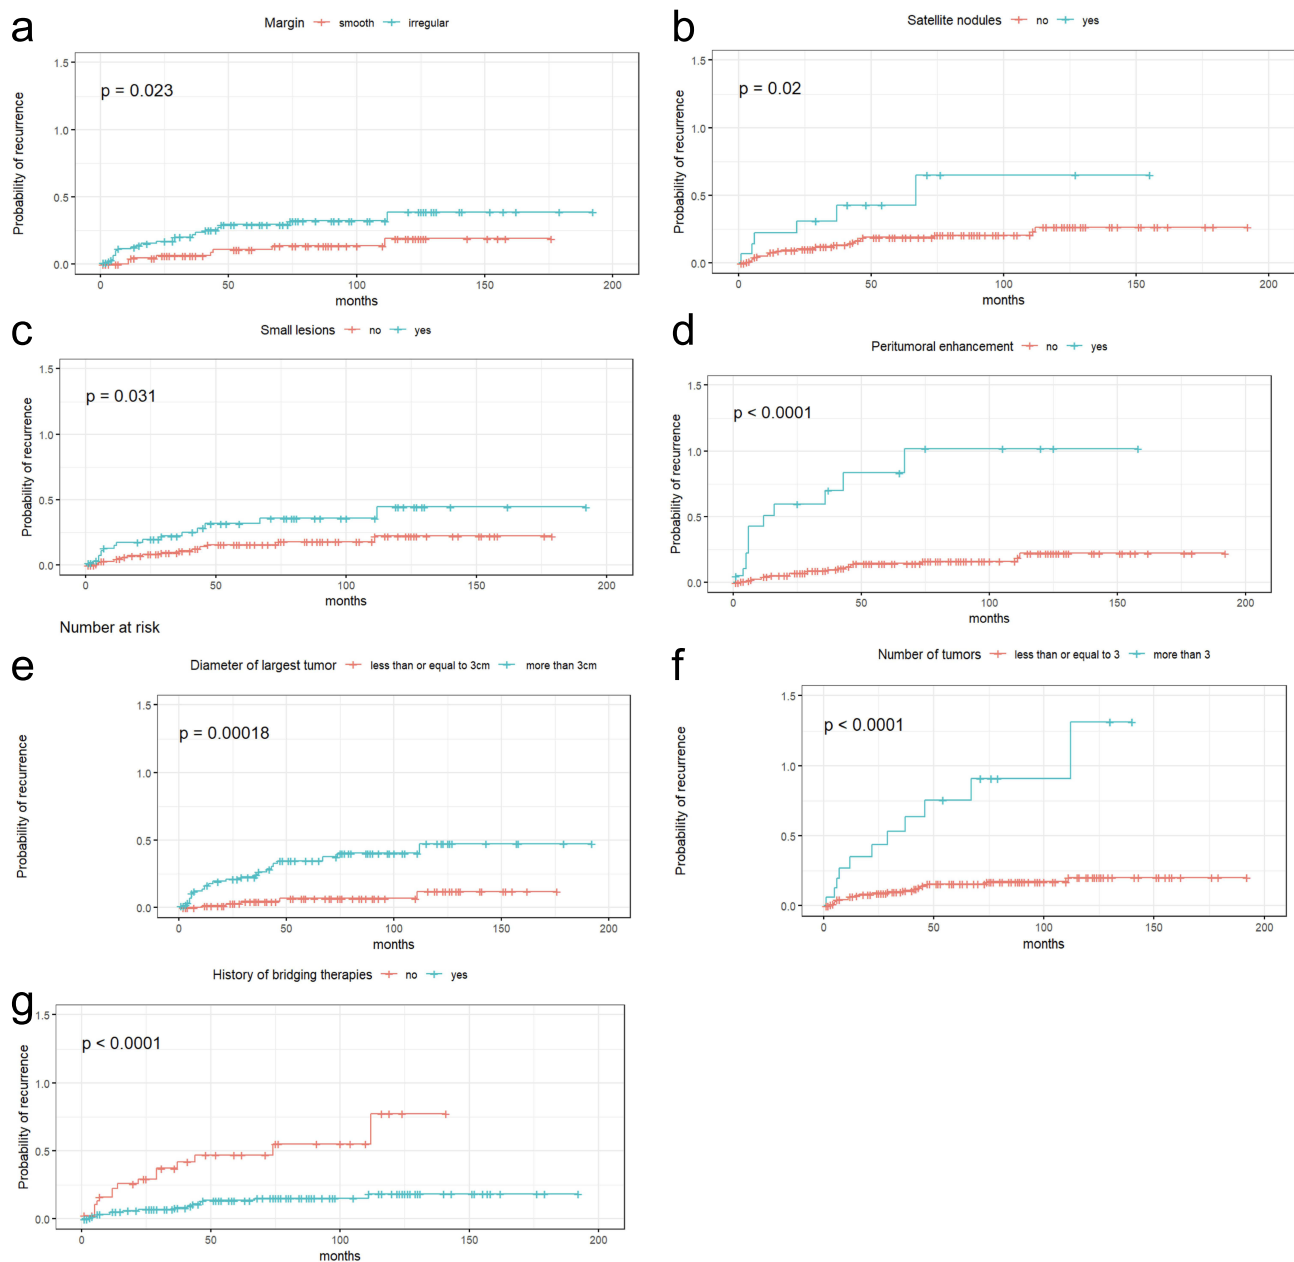 a
Margin smooth irregular
1.5
p = 0.023
1.0
0.5
0.0
Probability of recurrence
0 50 100 150 200
months
b
Satellite nodules no yes
1.5
p = 0.02
1.0
0.5
0.0
Probability of recurrence
0 50 100 150 200
months
c
Small lesions no yes
1.5
p = 0.031
1.0
0.5
0.0
Probability of recurrence
0 50 100 150 200
months
Number at risk
d
Peritumoral enhancement no yes
1.5
p < 0.0001
1.0
0.5
0.0
Probability of recurrence
0 50 100 150 200
months
e
Diameter of largest tumor less than or equal to 3cm more than 3cm
1.5
p = 0.00018
1.0
0.5
0.0
Probability of recurrence
0 50 100 150 200
months
f
Number of tumors less than or equal to 3 more than 3
1.5
p < 0.0001
1.0
0.5
0.0
Probability of recurrence
0 50 100 150 200
months
g
History of bridging therapies no yes
1.5
p < 0.0001
1.0
0.5
0.0
Probability of recurrence
0 50 100 150 200
months